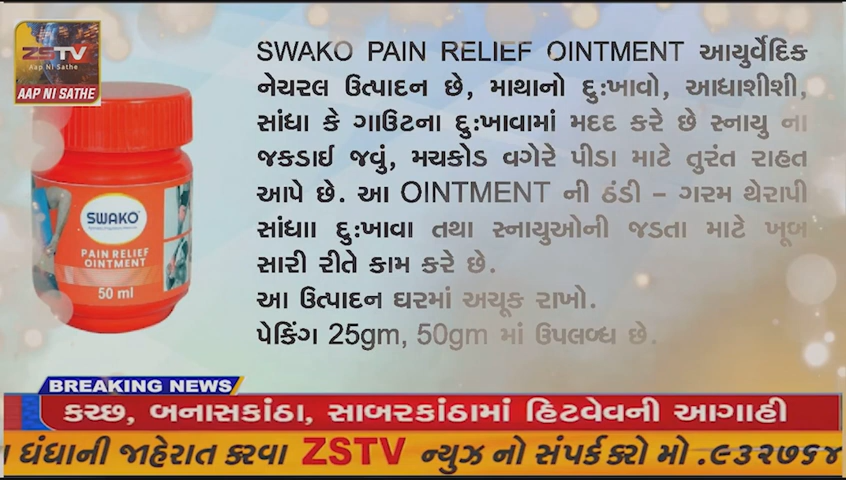 ZSTV
Aap Ni Sathe
AAP NI SATHE
SWAKO PAIN RELIEF OINTMENT આયુર્વેદિક
નેચરલ ઉત્પાદન છે, માથાનો દુઃખાવો, આધાશીશી,
સાંધા કે ગાઉટના દુઃખાવામાં મદદ કરે છે સ્નાયુ ના
જકડાઈ જવું, મચકોડ વગેરે પીડા માટે તુરંત રાહત
આપે છે. આ OINTMENT ની ઠંડી – ગરમ થેરાપી
સાંધાા દુઃખાવા તથા સ્નાયુઓની જડતા માટે ખૂબ
સારી રીતે કામ કરે છે.
આ ઉત્પાદન ઘરમાં અચૂક રાખો.
પેકિંગ 25gm, 50gm માં ઉપલબ્ધ છે.
SWAKO
PAIN RELIEF
OINTMENT
50 ml
BREAKING NEWS
કચ્છ, બનાસકાંઠા, સાબરકાંઠામાં હિટવેવની આગાહી
ધંધાની જાહેરાત કરવા ZSTV ન્યુઝ નો સંપર્ક કરો મો .૯૩૨૭૬૪